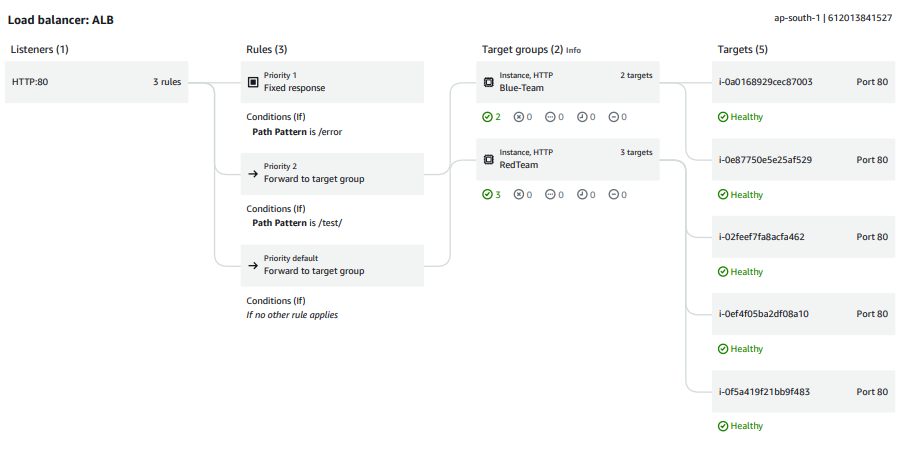 Load balancer: ALB
ap-south-1 | 612013841527
Listeners (1)
HTTP:80 3 rules
Rules (3)
Priority 1
Fixed response
Conditions (If)
Path Pattern is /error
Priority 2
Forward to target group
Conditions (If)
Path Pattern is /test/
Priority default
Forward to target group
Conditions (If)
If no other rule applies
Target groups (2) Info
Instance, HTTP 2 targets
Blue-Team
2 0 0 0 0
Instance, HTTP 3 targets
RedTeam
3 0 0 0 0
Targets (5)
i-0a0168929cec87003 Port 80
Healthy
i-0e87750e5e25af529 Port 80
Healthy
i-02feef7fa8acfa462 Port 80
Healthy
i-0ef4f05ba2df08a10 Port 80
Healthy
i-0f5a419f21bb9f483 Port 80
Healthy